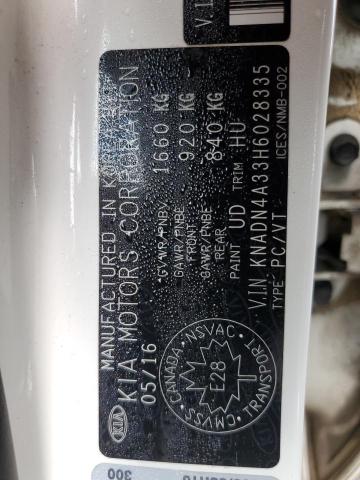 MANUFACTURED IN KOREA BY
KIA MOTORS CORPORATION
05/16
GVWR/PNBV 1660 KG
GAWR/PNBE FRONT 920 KG
GAWR/PNBE REAR 840 KG
PAINT UD TRIM HU
V.I.N KNADN4A33H6028335
TYPE PC/VT ICES/NMB-002
KIA
CANADA NSVAC
CMVSS TRANSPORT
E28
V.I
300